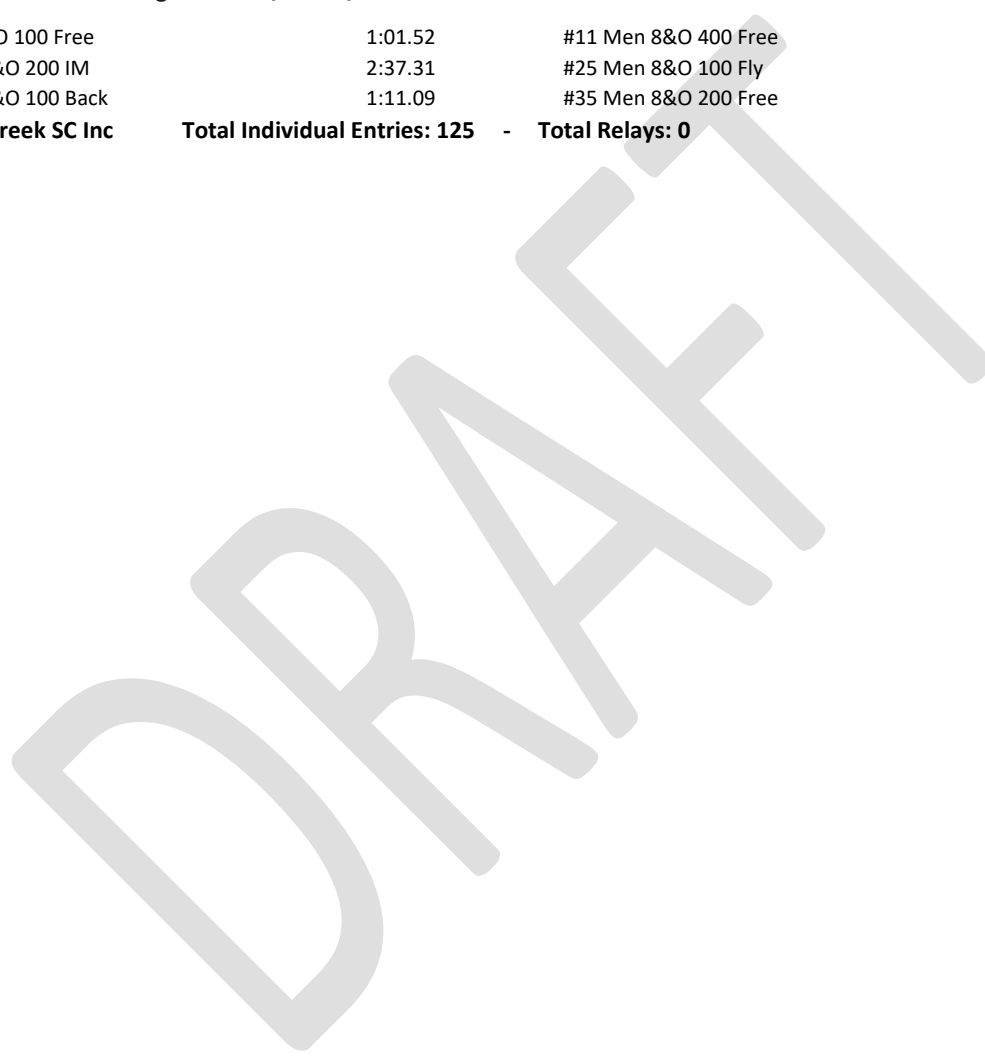 O 100 Free 1:01.52 #11 Men 8&O 400 Free
&O 200 IM 2:37.31 #25 Men 8&O 100 Fly
&O 100 Back 1:11.09 #35 Men 8&O 200 Free
reek SC Inc Total Individual Entries: 125 - Total Relays: 0
DRAFT